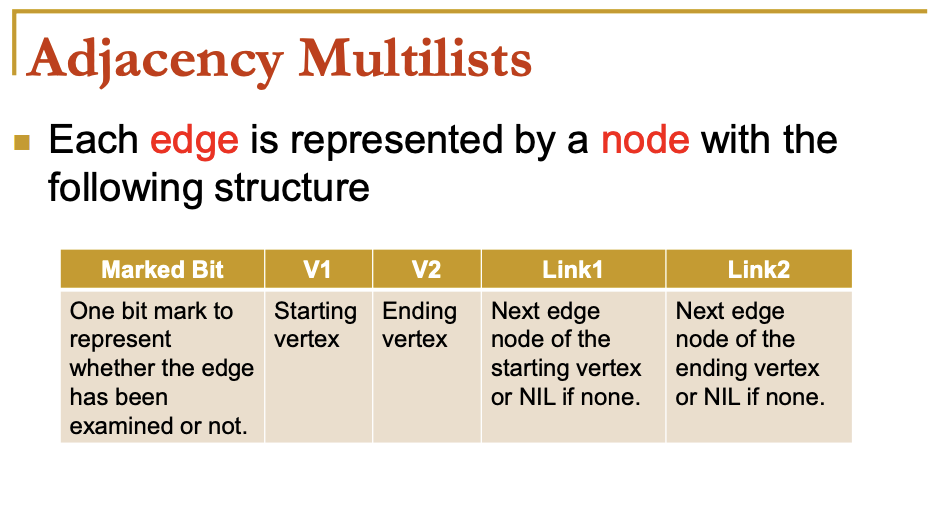 Adjacency Multilists
Each edge is represented by a node with the
following structure
Marked Bit V1 V2 Link1 Link2
One bit mark to
represent
whether the edge
has been
examined or not.
Starting
vertex
Ending
vertex
Next edge
node of the
starting vertex
or NIL if none.
Next edge
node of the
ending vertex
or NIL if none.